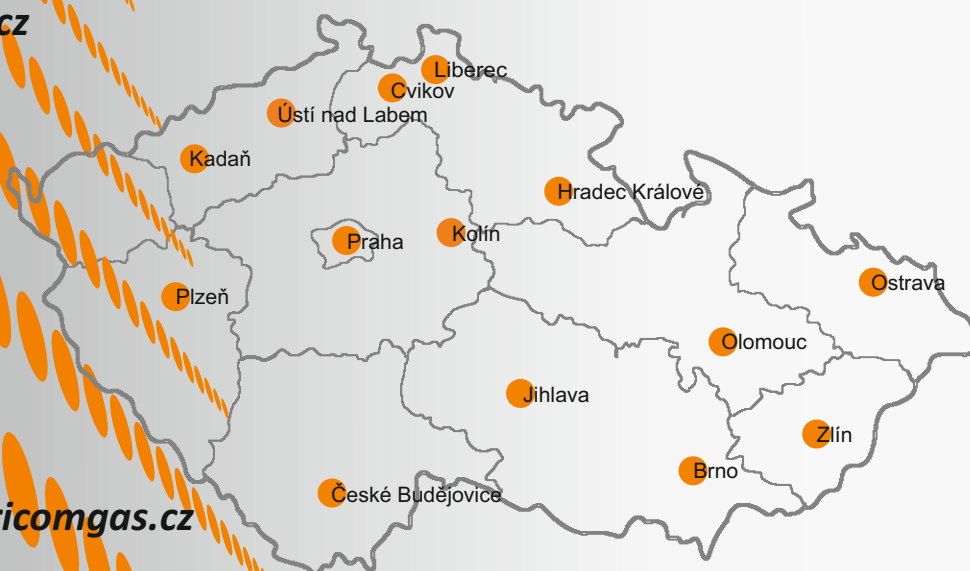 cz
Liberec
Cvikov
Ústí nad Labem
Kadaň
Hradec Králové
Praha
Kolín
Ostrava
Plzeň
Olomouc
Jihlava
Zlín
Brno
České Budějovice
ricomgas.cz